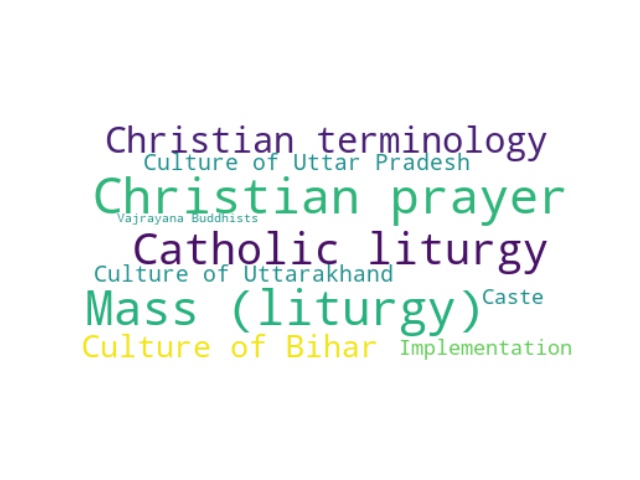 Christian terminology
Culture of Uttar Pradesh
Christian prayer
Vajrayana Buddhists
Catholic liturgy
Culture of Uttarakhand
Mass (liturgy)
Caste
Culture of Bihar
Implementation